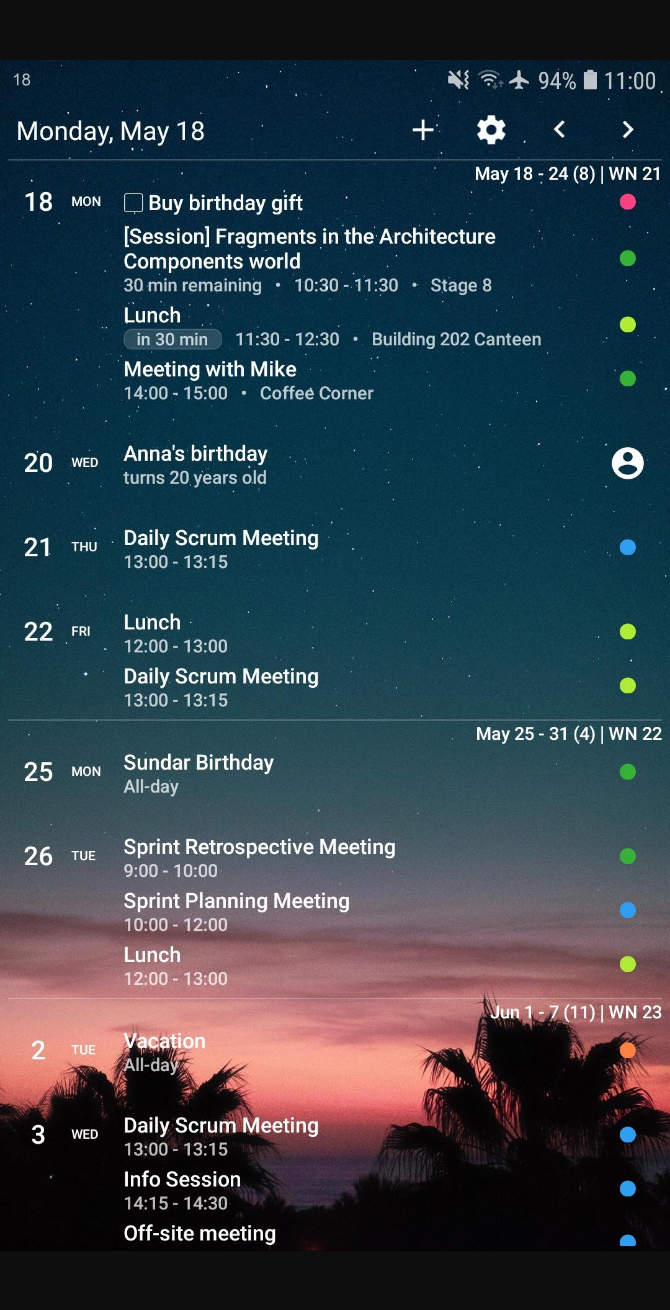 18
94% 11:00
Monday, May 18
May 18 - 24 (8) | WN 21
18 MON
Buy birthday gift
[Session] Fragments in the Architecture
Components world
30 min remaining • 10:30 - 11:30 • Stage 8
Lunch
in 30 min 11:30 - 12:30 • Building 202 Canteen
Meeting with Mike
14:00 - 15:00 • Coffee Corner
20 WED
Anna's birthday
turns 20 years old
21 THU
Daily Scrum Meeting
13:00 - 13:15
22 FRI
Lunch
12:00 - 13:00
Daily Scrum Meeting
13:00 - 13:15
May 25 - 31 (4) | WN 22
25 MON
Sundar Birthday
All-day
26 TUE
Sprint Retrospective Meeting
9:00 - 10:00
Sprint Planning Meeting
10:00 - 12:00
Lunch
12:00 - 13:00
Jun 1 - 7 (11) | WN 23
2 TUE
Vacation
All-day
3 WED
Daily Scrum Meeting
13:00 - 13:15
Info Session
14:15 - 14:30
Off-site meeting